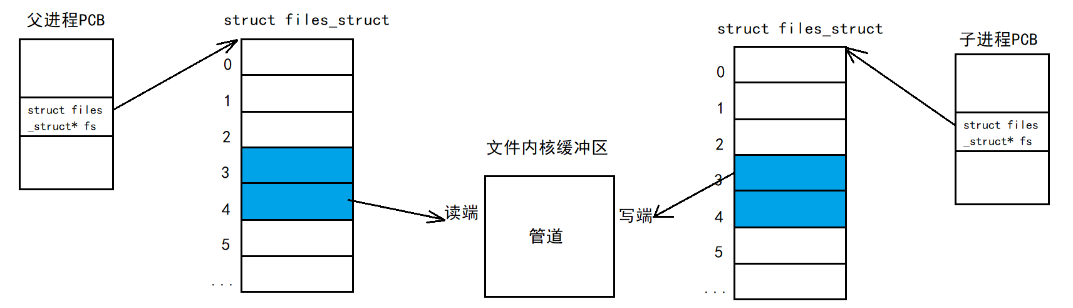 父进程PCB
struct files
_struct* fs
struct files_struct
0
1
2
3
4
5
...
文件内核缓冲区
读端
管道
写端
struct files_struct
0
1
2
3
4
5
...
子进程PCB
struct files
_struct* fs